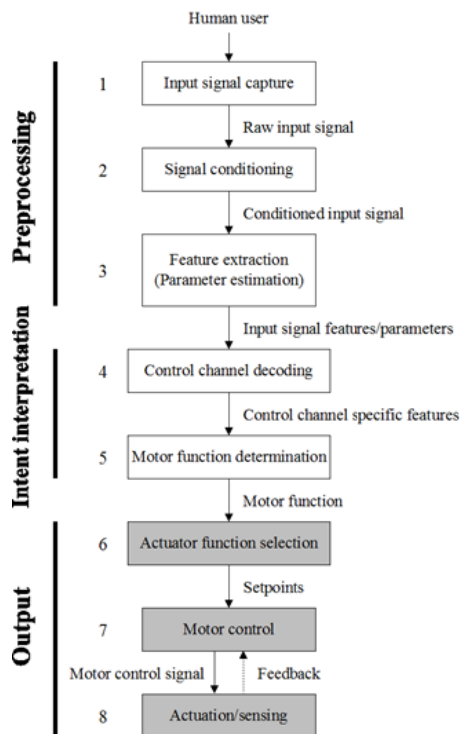 Human user
Preprocessing
1
Input signal capture
Raw input signal
2
Signal conditioning
Conditioned input signal
3
Feature extraction
(Parameter estimation)
Input signal features/parameters
Intent interpretation
4
Control channel decoding
Control channel specific features
5
Motor function determination
Motor function
Output
6
Actuator function selection
Setpoints
7
Motor control
Motor control signal
Feedback
8
Actuation/sensing